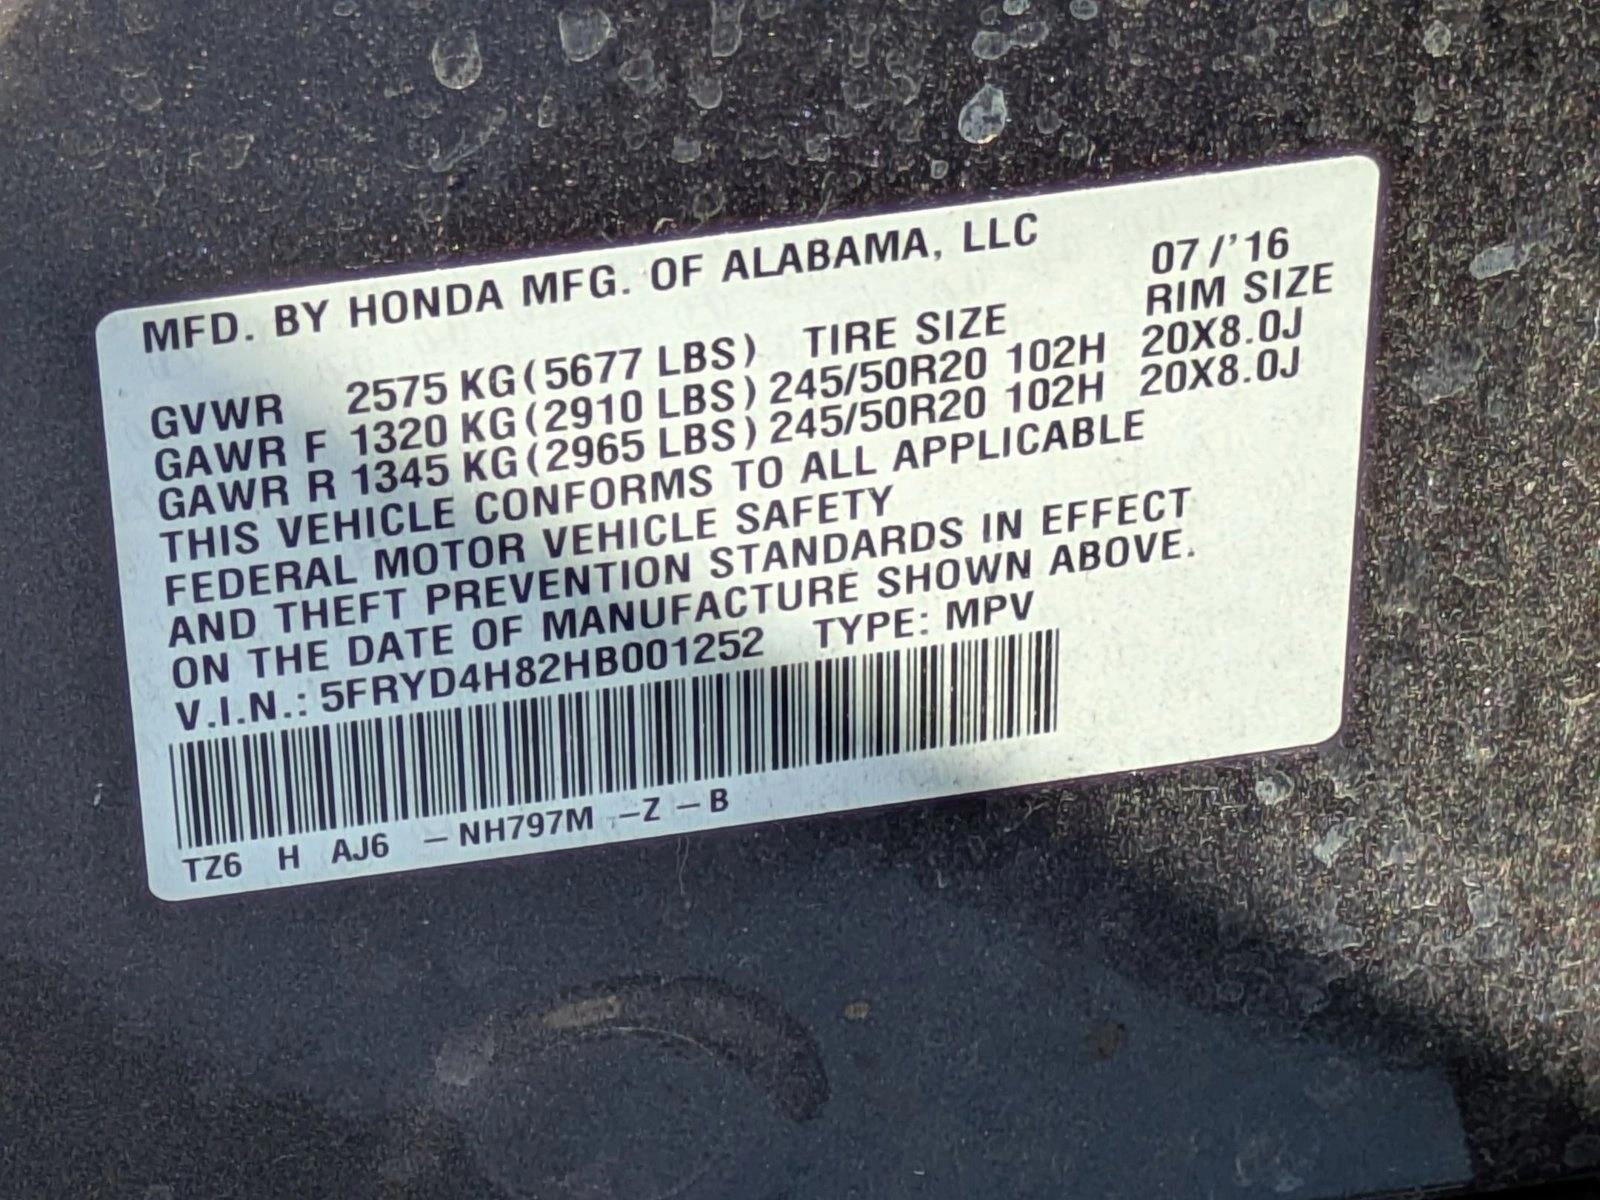 MFD. BY HONDA MFG. OF ALABAMA, LLC 07/'16
GVWR 2575 KG(5677 LBS) TIRE SIZE RIM SIZE
GAWR F 1320 KG(2910 LBS) 245/50R20 102H 20X8.0J
GAWR R 1345 KG(2965 LBS) 245/50R20 102H 20X8.0J
THIS VEHICLE CONFORMS TO ALL APPLICABLE
FEDERAL MOTOR VEHICLE SAFETY
AND THEFT PREVENTION STANDARDS IN EFFECT
ON THE DATE OF MANUFACTURE SHOWN ABOVE.
V.I.N.: 5FRYD4H82HB001252 TYPE: MPV
TZ6 H AJ6 –NH797M –Z –B